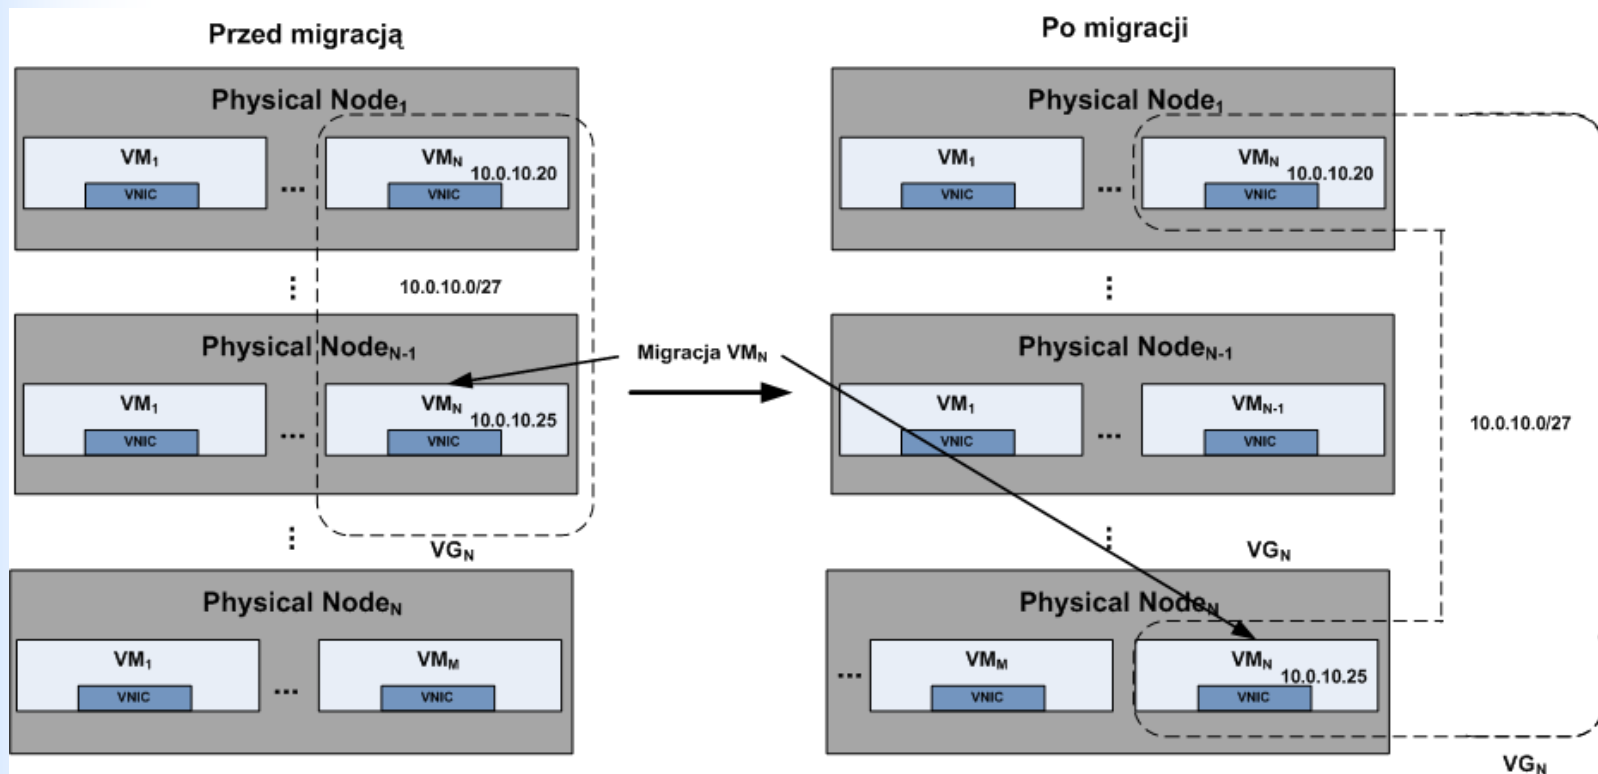 Przed migracją
Physical Node1
VM1
VNIC
...
VMN
10.0.10.20
VNIC
10.0.10.0/27
Physical NodeN-1
VM1
VNIC
...
VMN
10.0.10.25
VNIC
VGN
Physical NodeN
VM1
VNIC
...
VMM
VNIC
Migracja VMN
Po migracji
Physical Node1
VM1
VNIC
...
VMN
10.0.10.20
VNIC
Physical NodeN-1
VM1
VNIC
...
VMN-1
VNIC
10.0.10.0/27
VGN
Physical NodeN
...
VMM
VNIC
VMN
10.0.10.25
VNIC
VGN